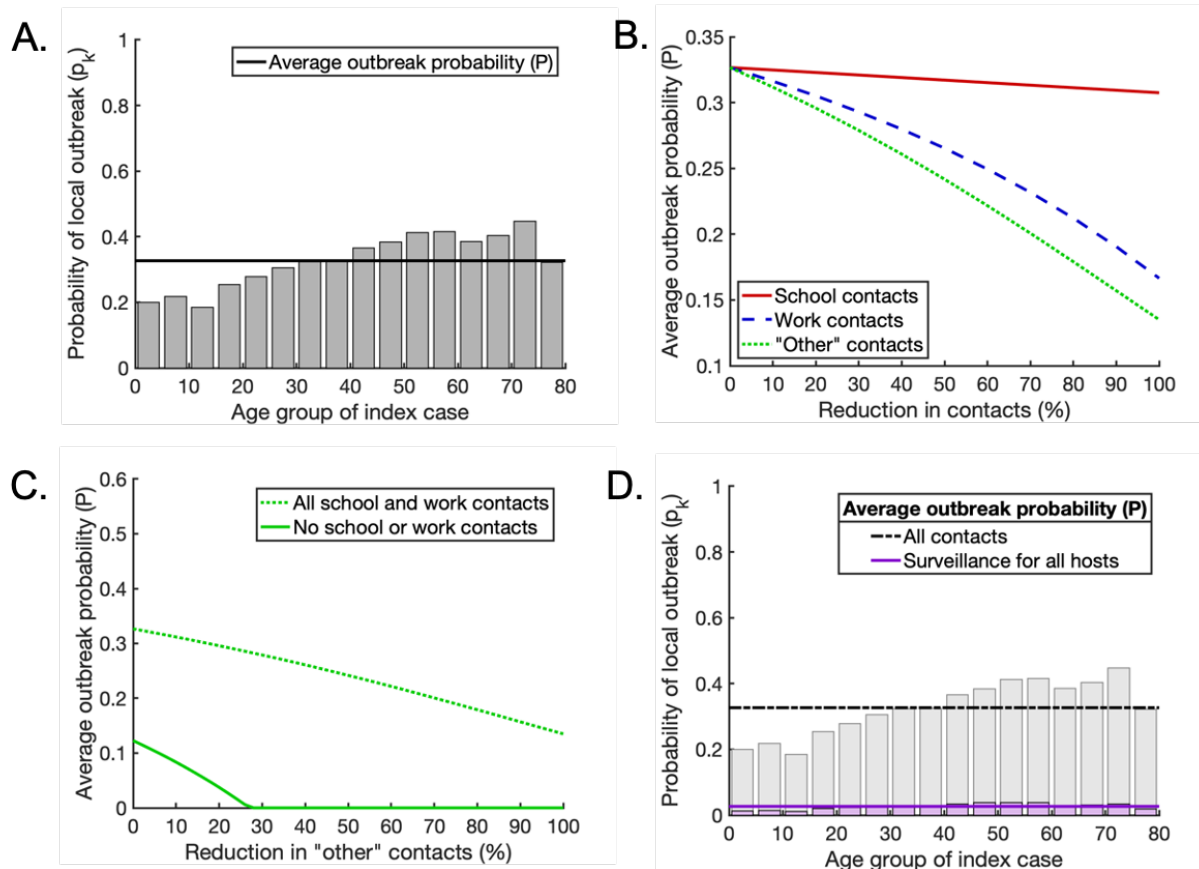 A.
Probability of local outbreak (pk)
1
0.8
0.6
0.4
0.2
0
Average outbreak probability (P)
0 10 20 30 40 50 60 70 80
Age group of index case
B.
Average outbreak probability (P)
0.35
0.3
0.25
0.2
0.15
0.1
School contacts
Work contacts
"Other" contacts
0 10 20 30 40 50 60 70 80 90 100
Reduction in contacts (%)
C.
Average outbreak probability (P)
0.6
0.5
0.4
0.3
0.2
0.1
0
All school and work contacts
No school or work contacts
0 10 20 30 40 50 60 70 80 90 100
Reduction in "other" contacts (%)
D.
Probability of local outbreak (pk)
1
0.8
0.6
0.4
0.2
0
Average outbreak probability (P)
All contacts
Surveillance for all hosts
0 10 20 30 40 50 60 70 80
Age group of index case